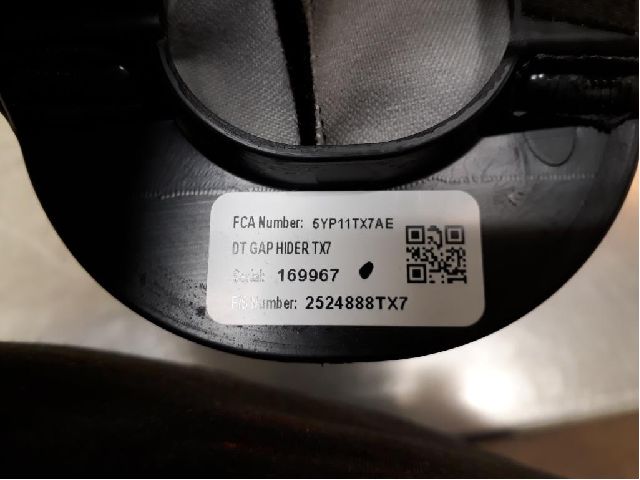 FCA Number: 6YP11TX7AE
DT GAP HIDER TX7
Serial: 169967
Number: 2524888TX7